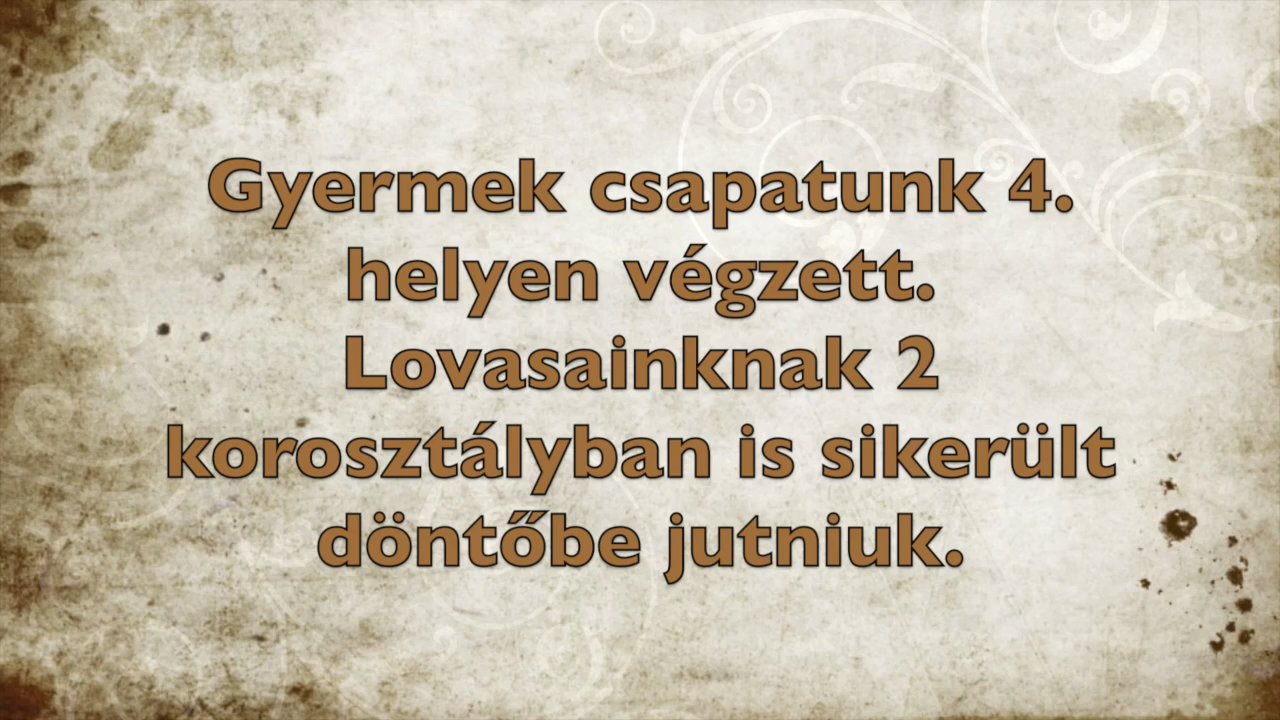 Gyermek csapatunk 4.
helyen végzett.
Lovasainknak 2
korosztályban is sikerült
döntőbe jutniuk.